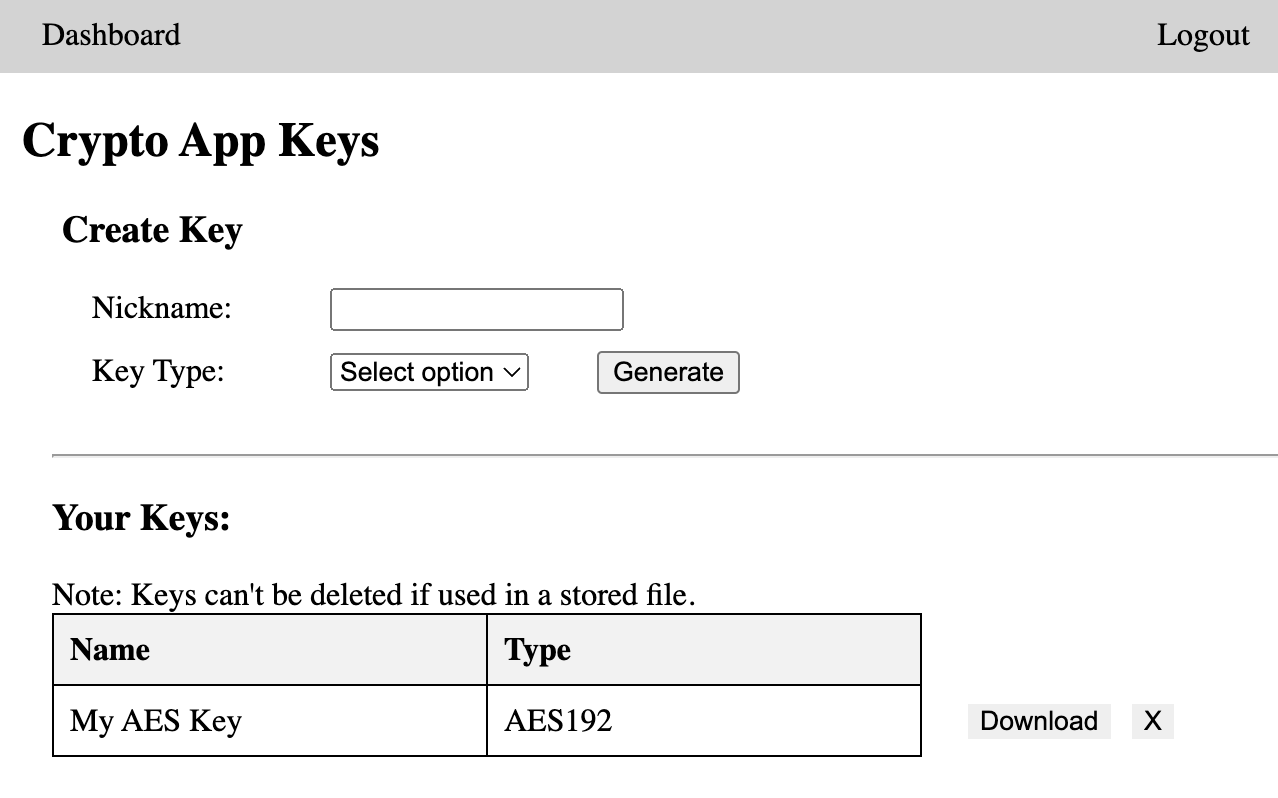 Dashboard Logout
Crypto App Keys
Create Key
Nickname:
Key Type: Select option Generate
Your Keys:
Note: Keys can't be deleted if used in a stored file.
Name Type
My AES Key AES192 Download X